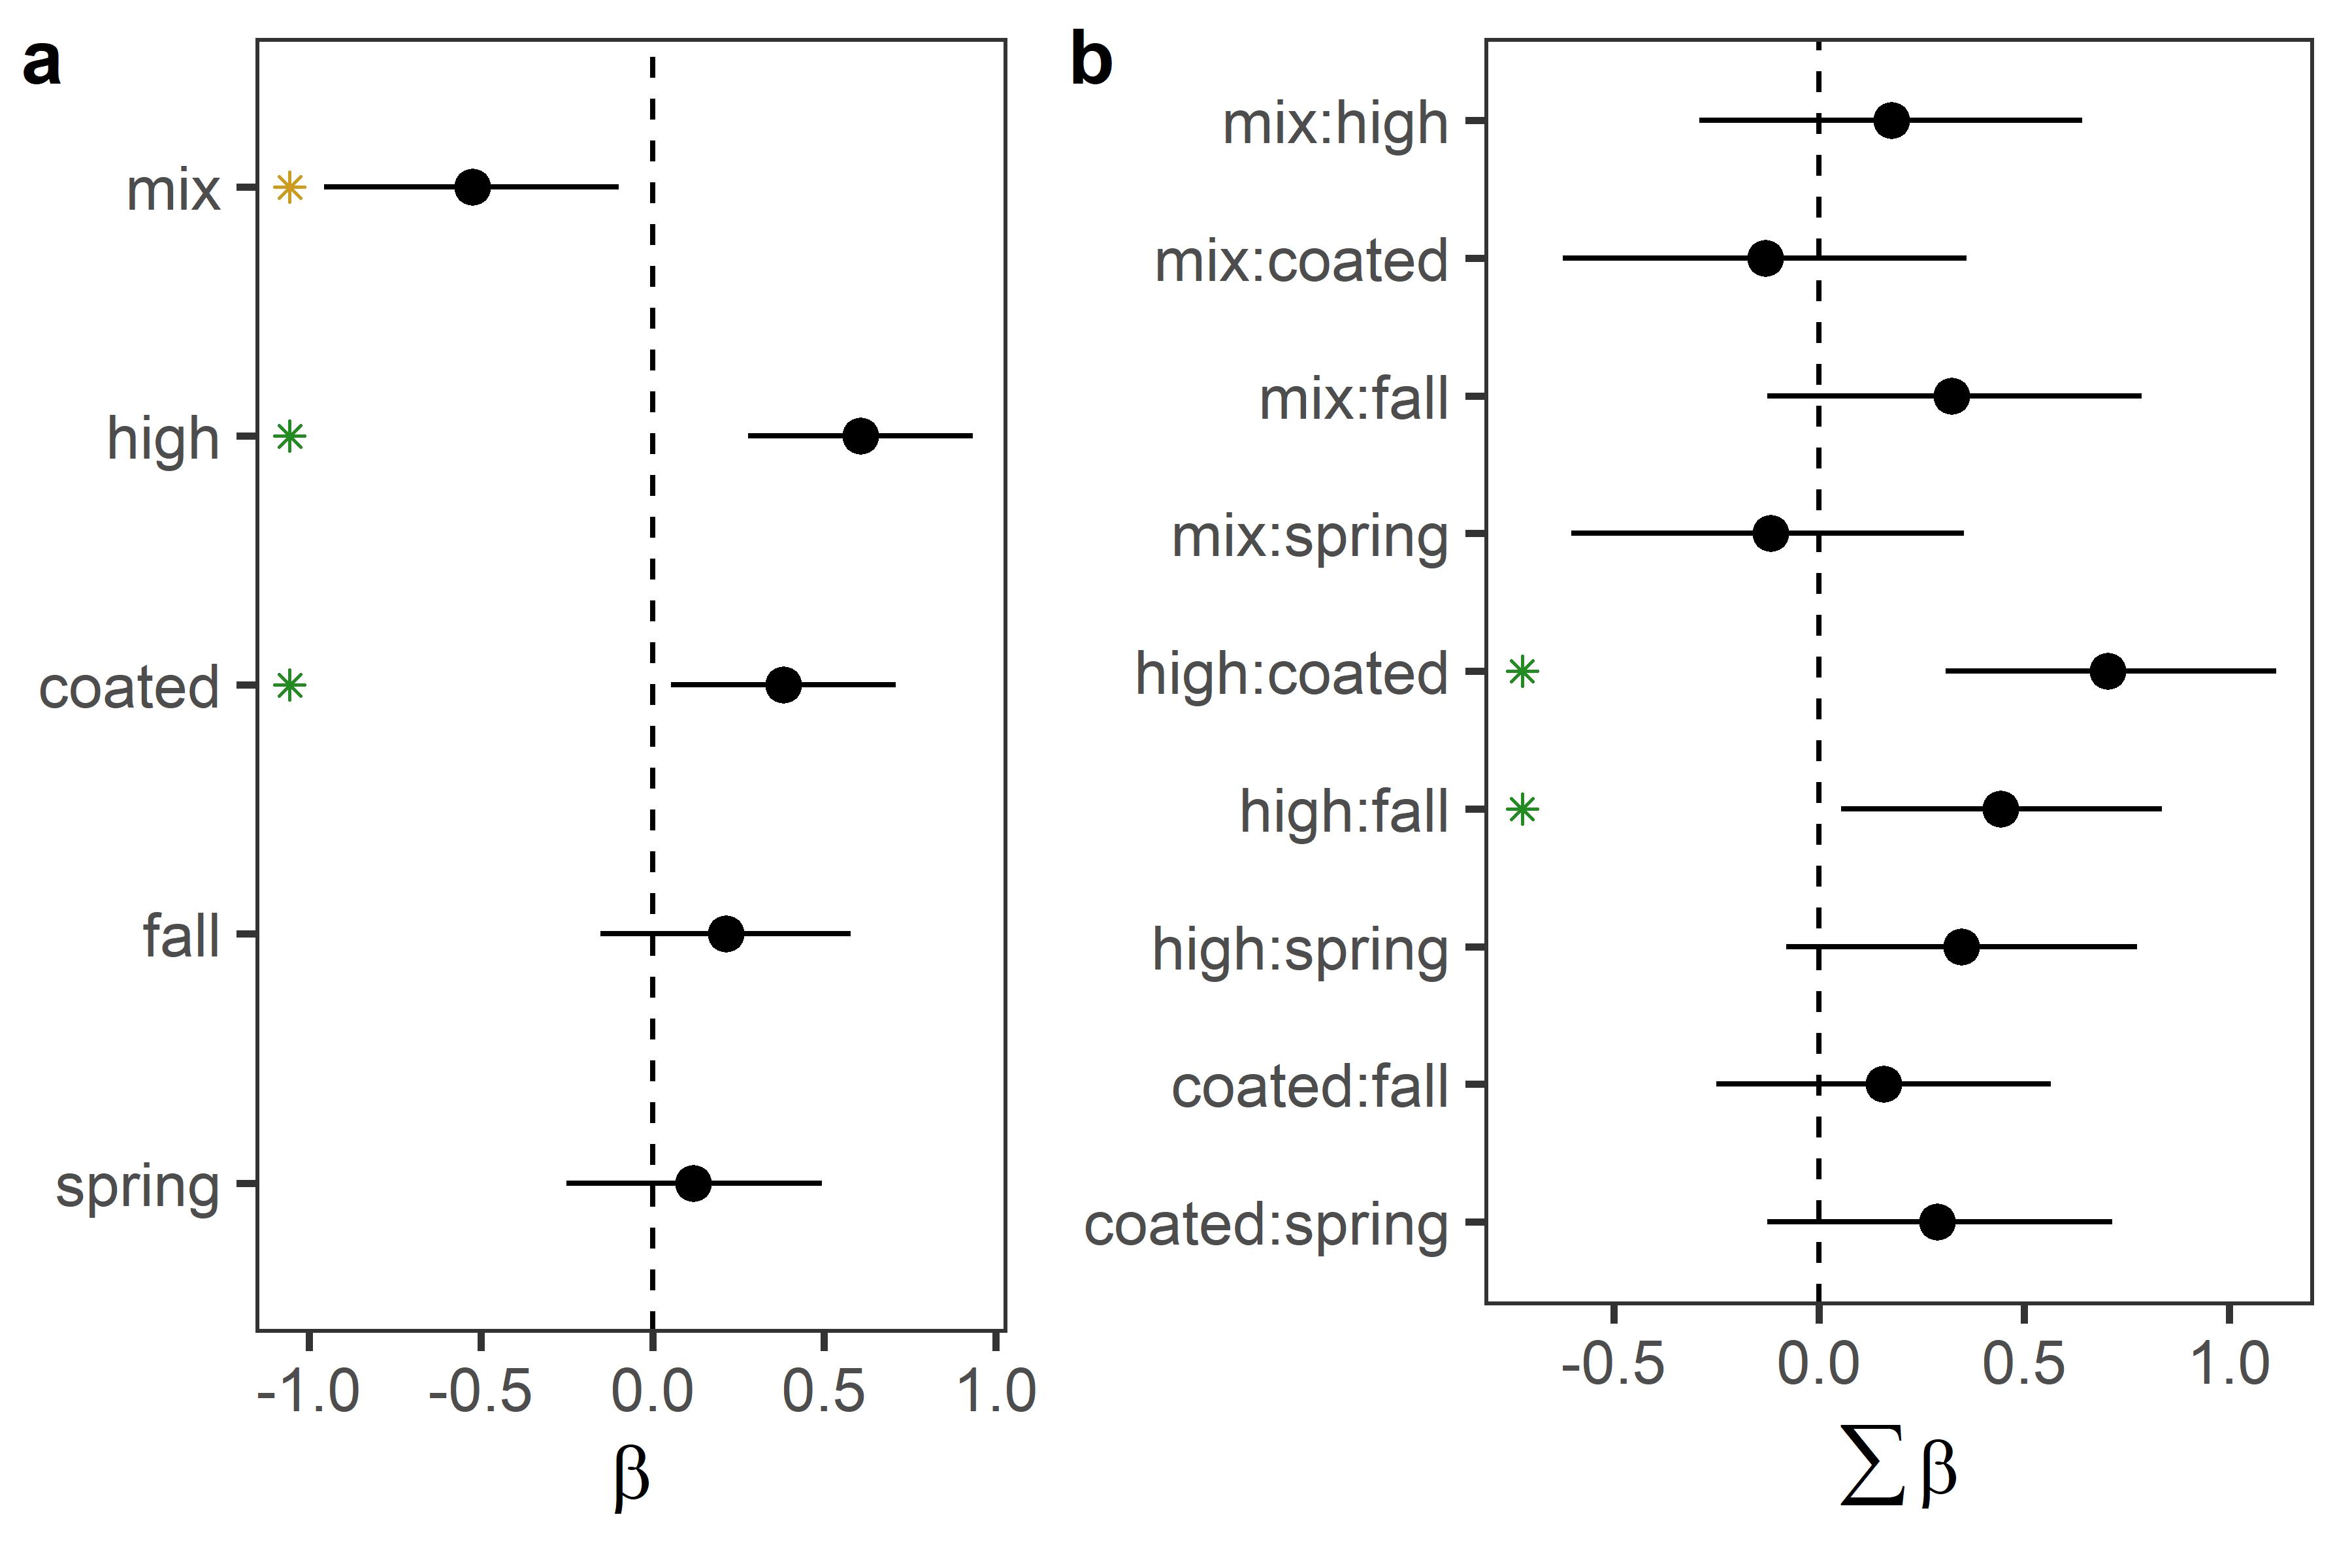 a
mix
high
coated
fall
spring
-1.0 -0.5 0.0 0.5 1.0
β
b
mix:high
mix:coated
mix:fall
mix:spring
high:coated
high:fall
high:spring
coated:fall
coated:spring
-0.5 0.0 0.5 1.0
∑ β